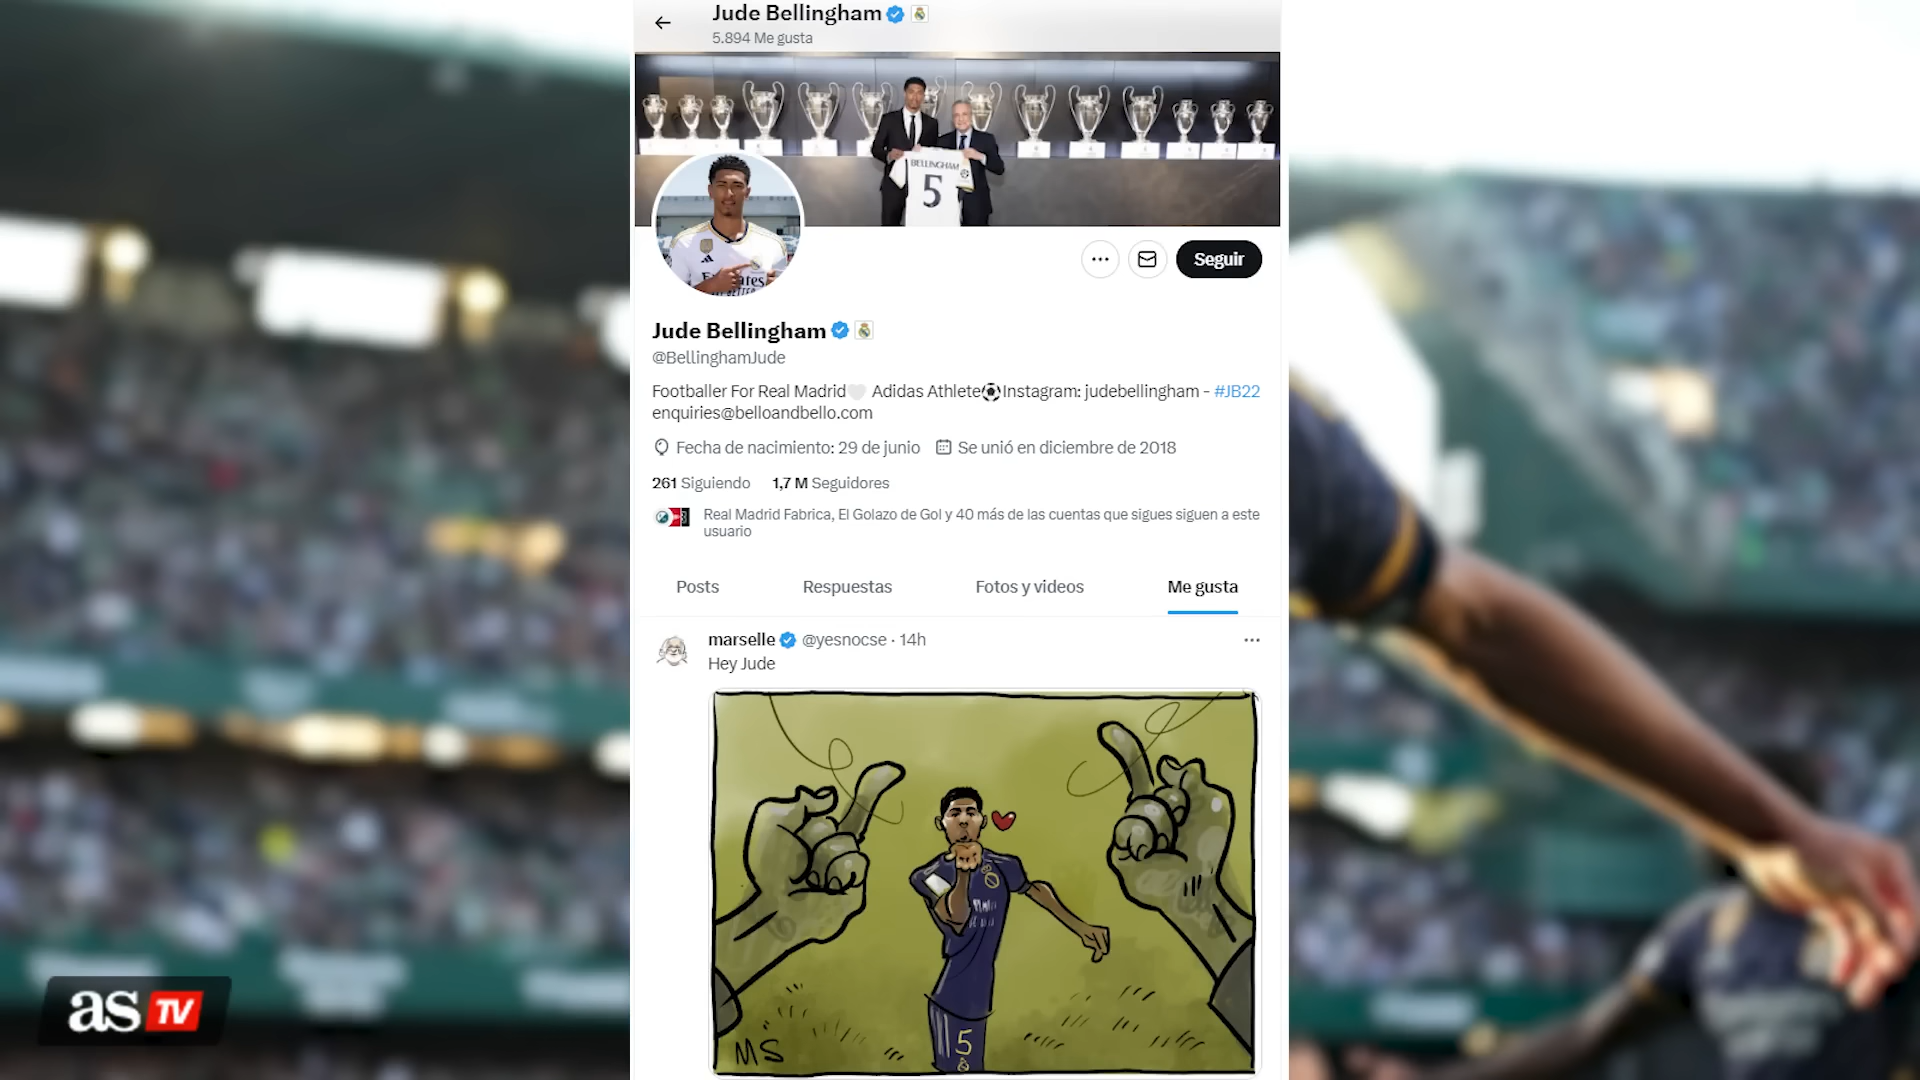 Jude Bellingham
5.894 Me gusta
BELLINGHAM
5
Seguir
Jude Bellingham
@BellinghamJude
Footballer For Real Madrid🤍 Adidas Athlete⚽Instagram: judebellingham - #JB22
enquiries@belloandbello.com
Fecha de nacimiento: 29 de junio Se unió en diciembre de 2018
261 Siguiendo 1,7 M Seguidores
Real Madrid Fabrica, El Golazo de Gol y 40 más de las cuentas que sigues siguen a este
usuario
Posts Respuestas Fotos y videos Me gusta
marselle @yesnocse · 14h
Hey Jude
5
MS
as TV